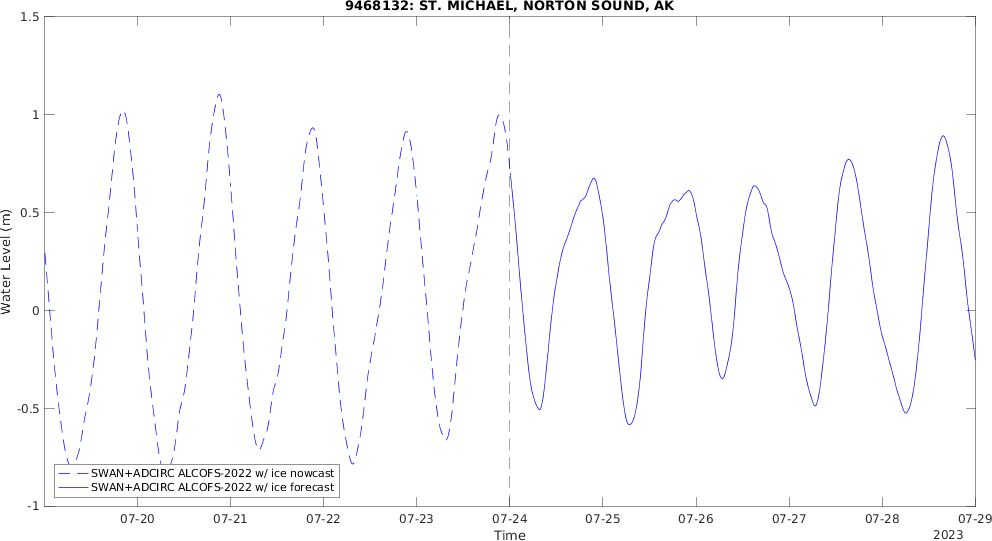 9468132: ST. MICHAEL, NORTON SOUND, AK
1.5
1
0.5
0
-0.5
-1
Water Level (m)
SWAN+ADCIRC ALCOFS-2022 w/ ice nowcast
SWAN+ADCIRC ALCOFS-2022 w/ ice forecast
07-20 07-21 07-22 07-23 07-24 07-25 07-26 07-27 07-28 07-29
Time
2023